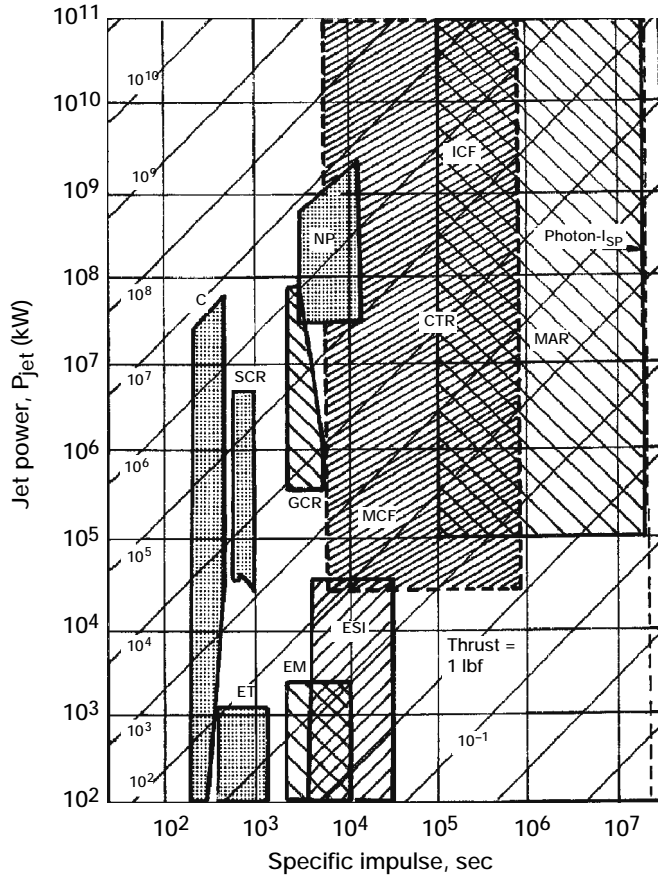 10¹¹
10¹⁰
10⁹
10⁸
10⁷
10⁶
10⁵
10⁴
10³
10²
Jet power, Pjet (kW)
10¹⁰
10⁹
10⁸
10⁷
10⁶
10⁵
10⁴
10³
10²
C
SCR
ET
NP
GCR
EM
ESI
MCF
CTR
ICF
MAR
Photon-ISP
Thrust =
1 lbf
10⁻¹
10² 10³ 10⁴ 10⁵ 10⁶ 10⁷
Specific impulse, sec